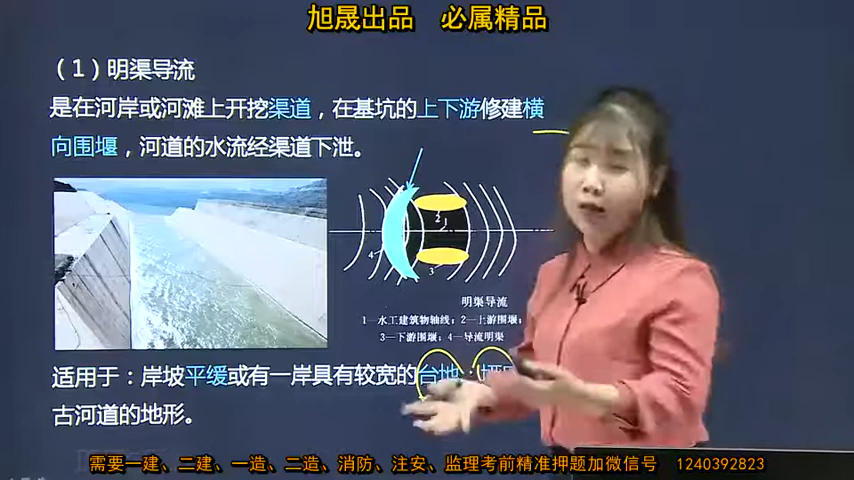 旭晟出品 必属精品
（1）明渠导流
是在河岸或河滩上开挖渠道，在基坑的上下游修建横
向围堰，河道的水流经渠道下泄。
2
1
4
3
明渠导流
1—水工建筑物轴线；2—上游围堰；
3—下游围堰；4—导流明渠
适用于：岸坡平缓或有一岸具有较宽的台地、垭口
古河道的地形。
需要一建、二建、一造、二造、消防、注安、监理考前精准押题加微信号 1240392823